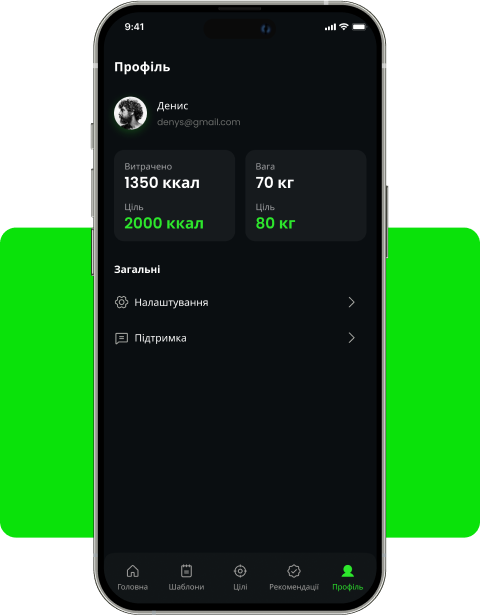 9:41
Профіль
Денис
denys@gmail.com
Витрачено
1350 ккал
Ціль
2000 ккал
Вага
70 кг
Ціль
80 кг
Загальні
Налаштування
Підтримка
Головна Шаблони Цілі Рекомендації Профіль